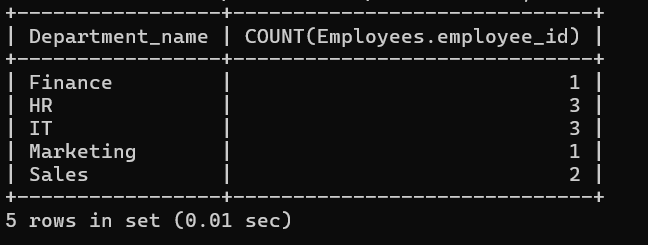 +-----------------+-----------------------------+
| Department_name | COUNT(Employees.employee_id) |
+-----------------+-----------------------------+
| Finance         |                            1 |
| HR              |                            3 |
| IT              |                            3 |
| Marketing       |                            1 |
| Sales           |                            2 |
+-----------------+-----------------------------+
5 rows in set (0.01 sec)